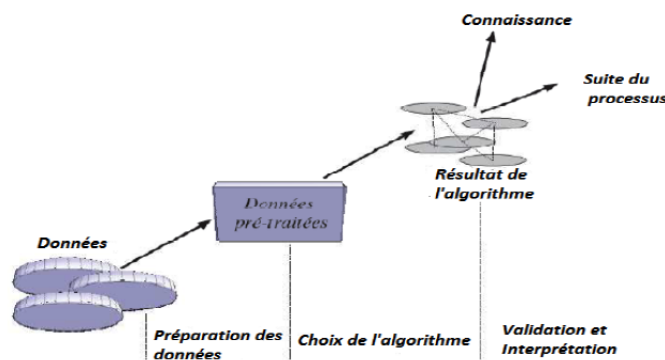 Connaissance
Suite du
processus
Résultat de
l'algorithme
Données
pré-traitées
Données
Préparation des
données
Choix de l'algorithme
Validation et
Interprétation